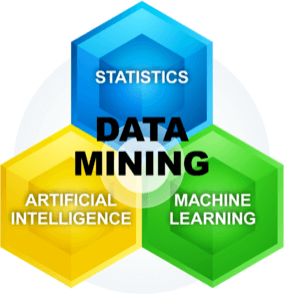 STATISTICS
DATA
MINING
ARTIFICIAL
INTELLIGENCE
MACHINE
LEARNING